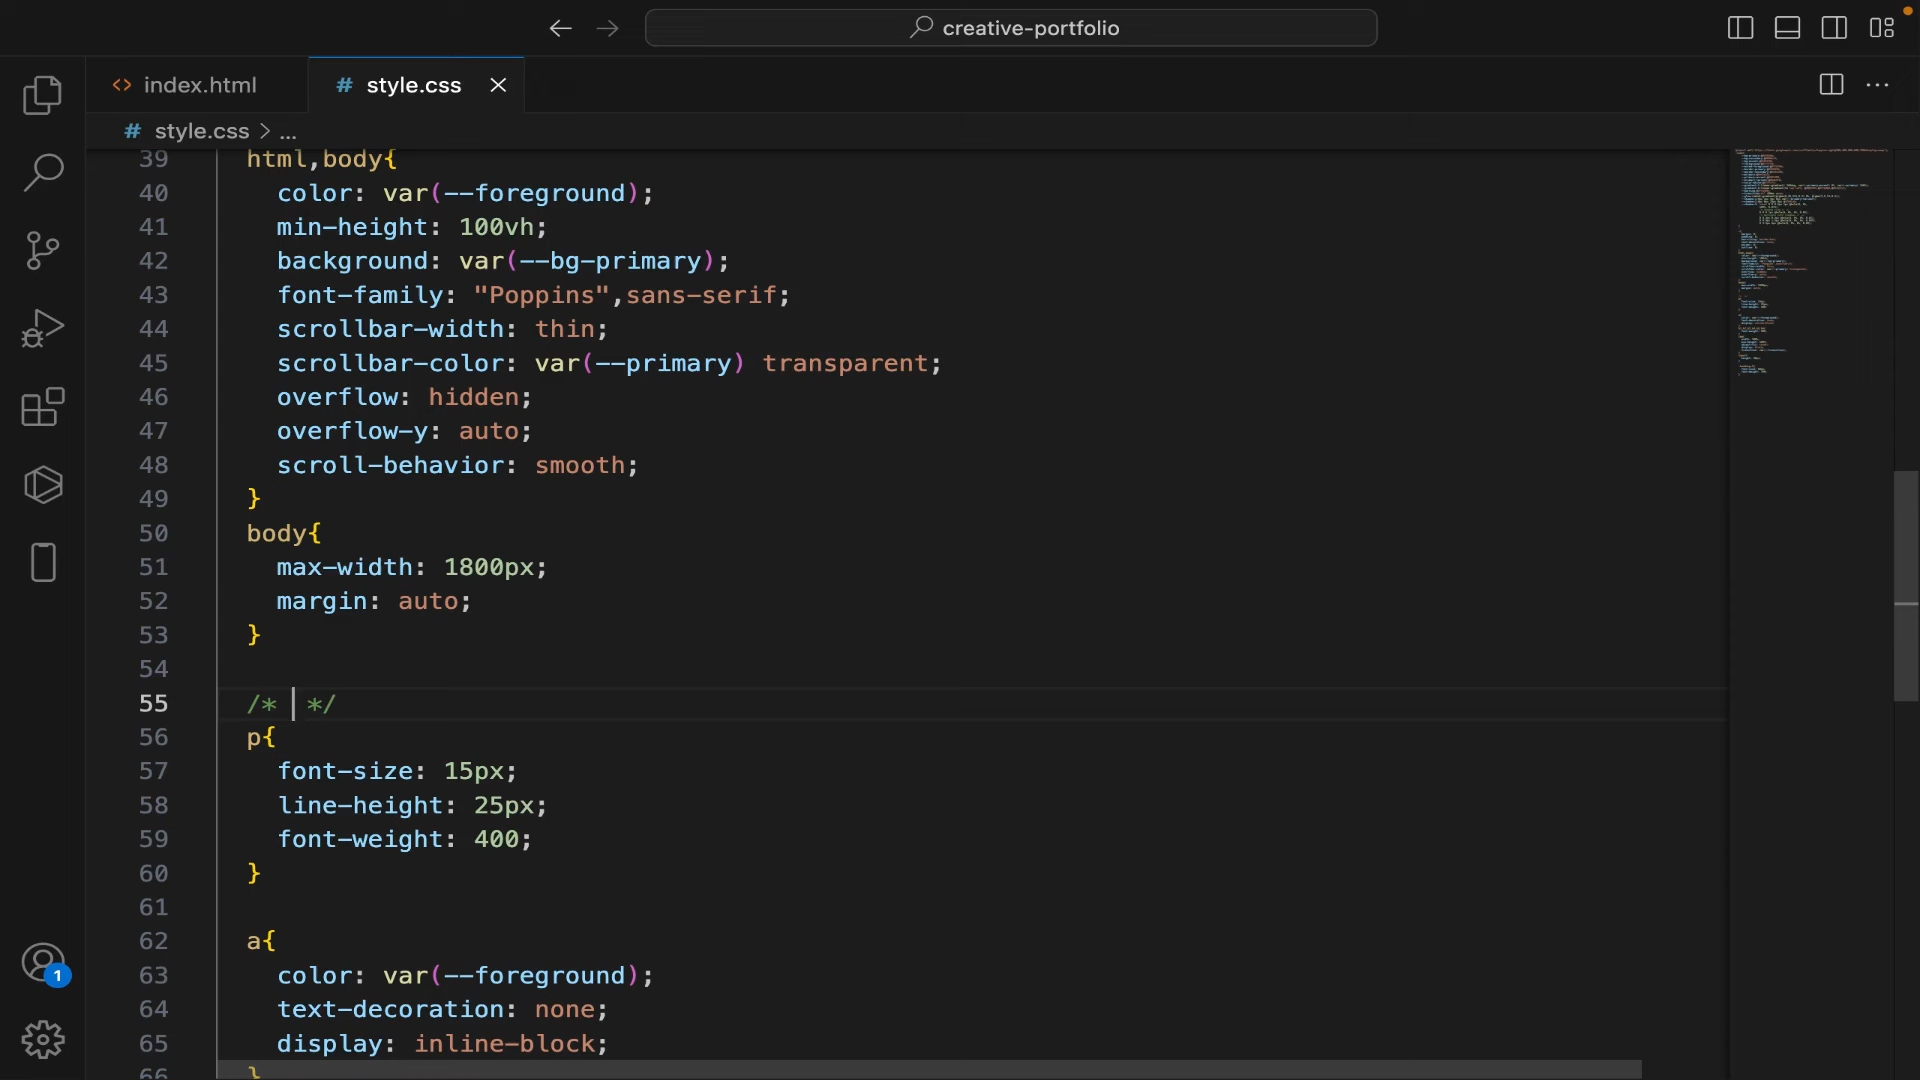 creative-portfolio
index.html
# style.css
# style.css > ...
39 html,body{
40 color: var(--foreground);
41 min-height: 100vh;
42 background: var(--bg-primary);
43 font-family: "Poppins",sans-serif;
44 scrollbar-width: thin;
45 scrollbar-color: var(--primary) transparent;
46 overflow: hidden;
47 overflow-y: auto;
48 scroll-behavior: smooth;
49 }
50 body{
51 max-width: 1800px;
52 margin: auto;
53 }
54
55 /* */
56 p{
57 font-size: 15px;
58 line-height: 25px;
59 font-weight: 400;
60 }
61
62 a{
63 color: var(--foreground);
64 text-decoration: none;
65 display: inline-block;
66 }
1